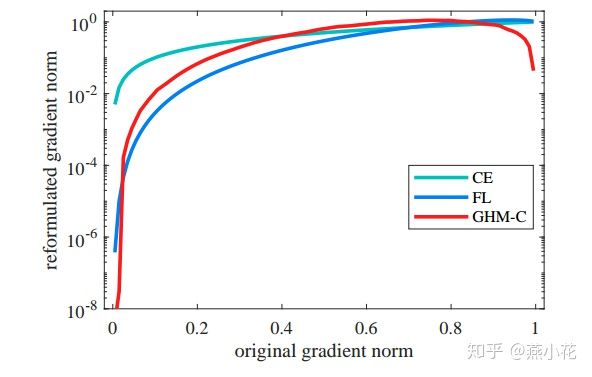 10^0
10^-2
10^-4
10^-6
10^-8
reformulated gradient norm
CE
FL
GHM-C
0 0.2 0.4 0.6 0.8 1
original gradient norm
知乎 @燕小花